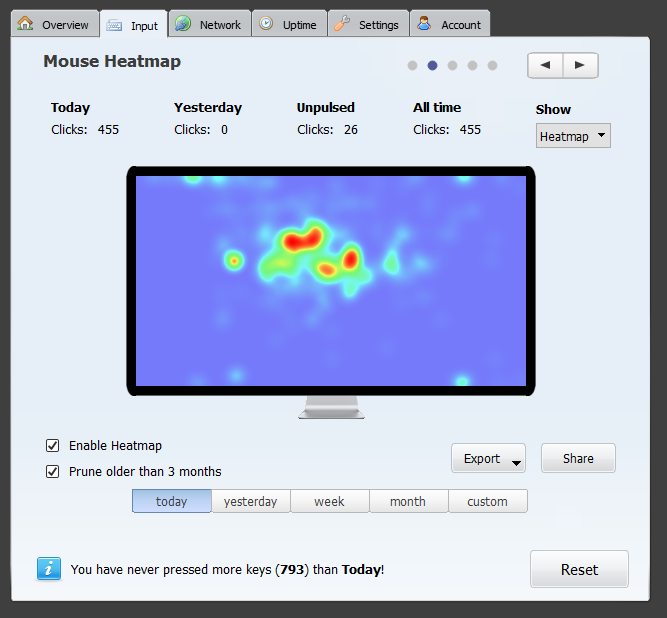 Overview Input Network Uptime Settings Account
Mouse Heatmap
Today Yesterday Unpulsed All time Show
Clicks: 455 Clicks: 0 Clicks: 26 Clicks: 455 Heatmap
Enable Heatmap
Prune older than 3 months
Export Share
today yesterday week month custom
You have never pressed more keys (793) than Today!
Reset